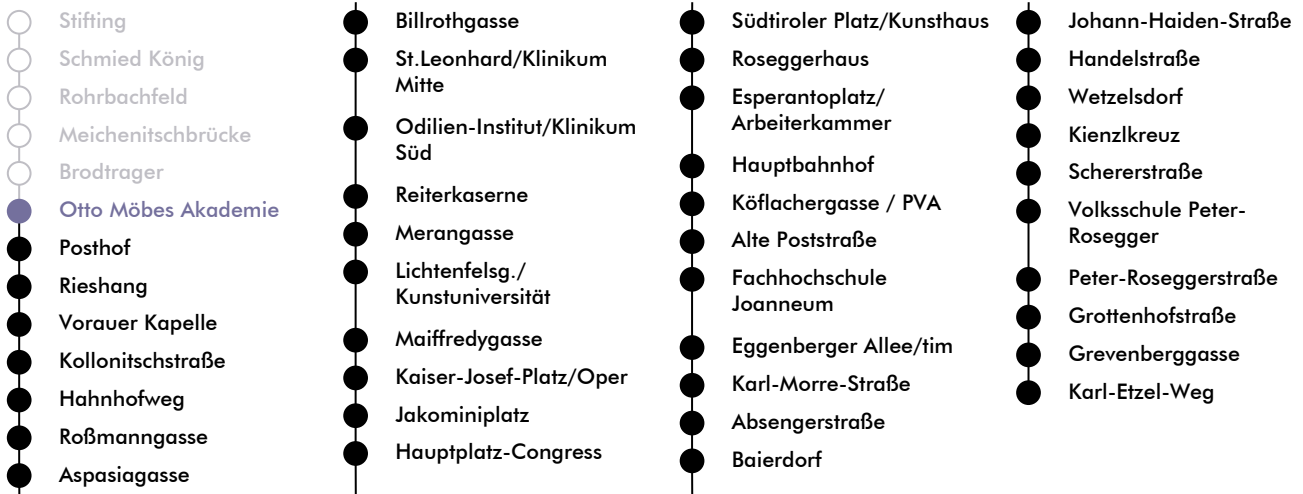 Stifting
Schmied König
Rohrbachfeld
Meichenitschbrücke
Brodtrager
Otto Möbes Akademie
Posthof
Rieshang
Vorauer Kapelle
Kollonitschstraße
Hahnhofweg
Roßmanngasse
Aspasiagasse
Billrothgasse
St.Leonhard/Klinikum
Mitte
Odilien-Institut/Klinikum
Süd
Reiterkaserne
Merangasse
Lichtenfelsg./
Kunstuniversität
Maiffredygasse
Kaiser-Josef-Platz/Oper
Jakominiplatz
Hauptplatz-Congress
Südtiroler Platz/Kunsthaus
Roseggerhaus
Esperantoplatz/
Arbeiterkammer
Hauptbahnhof
Köflachergasse / PVA
Alte Poststraße
Fachhochschule
Joanneum
Eggenberger Allee/tim
Karl-Morre-Straße
Absengerstraße
Baierdorf
Johann-Haiden-Straße
Handelstraße
Wetzelsdorf
Kienzlkreuz
Schererstraße
Volksschule Peter-
Rosegger
Peter-Roseggerstraße
Grottenhofstraße
Grevenberggasse
Karl-Etzel-Weg